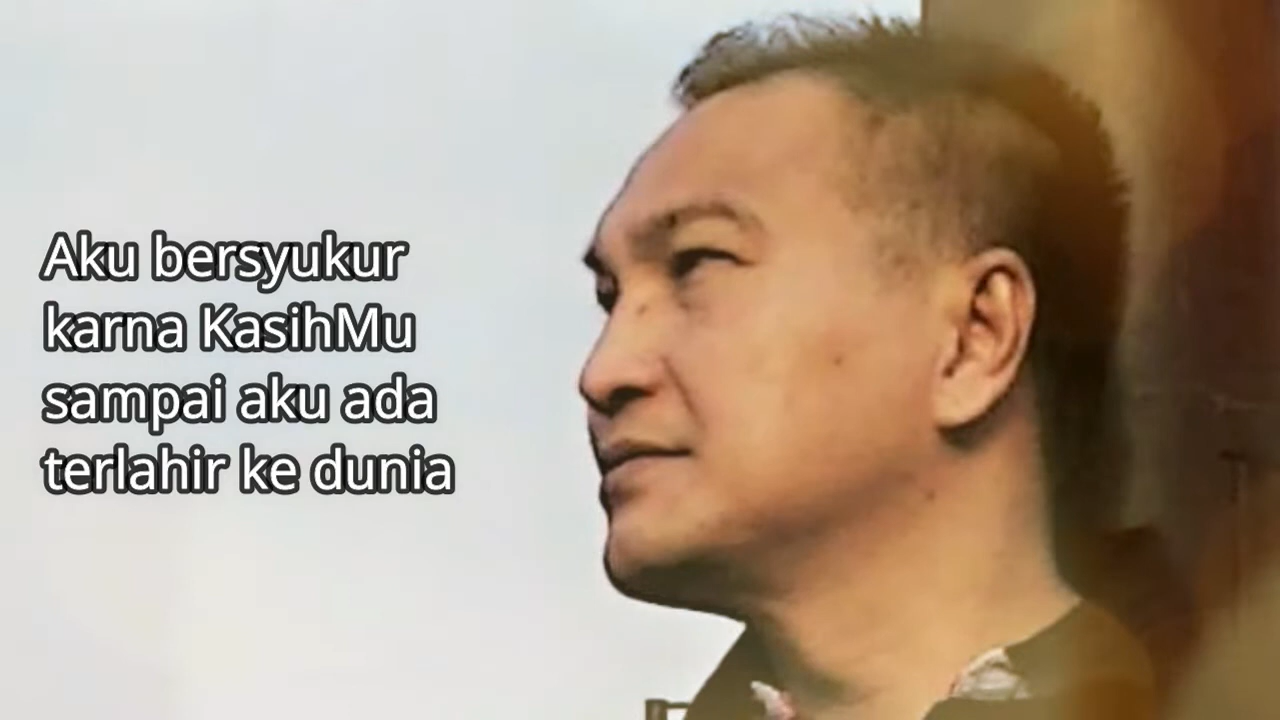 Aku bersyukur
karna KasihMu
sampai aku ada
terlahir ke dunia